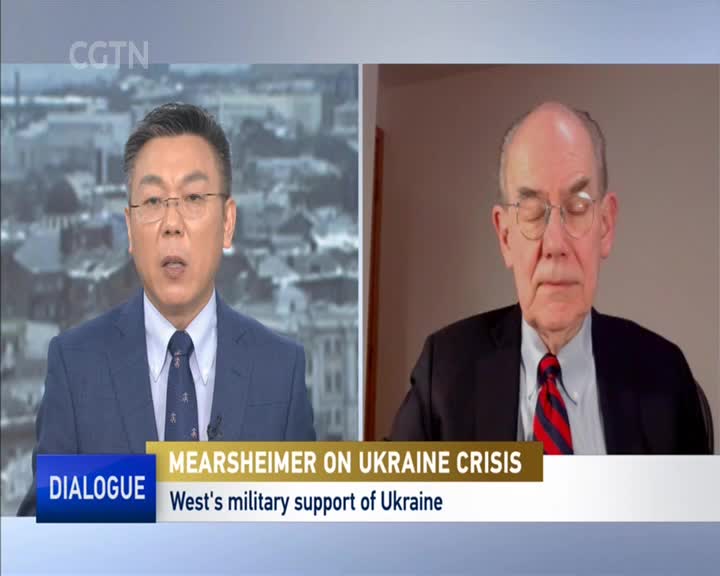 CGTN
MEARSHEIMER ON UKRAINE CRISIS
DIALOGUE
West's military support of Ukraine